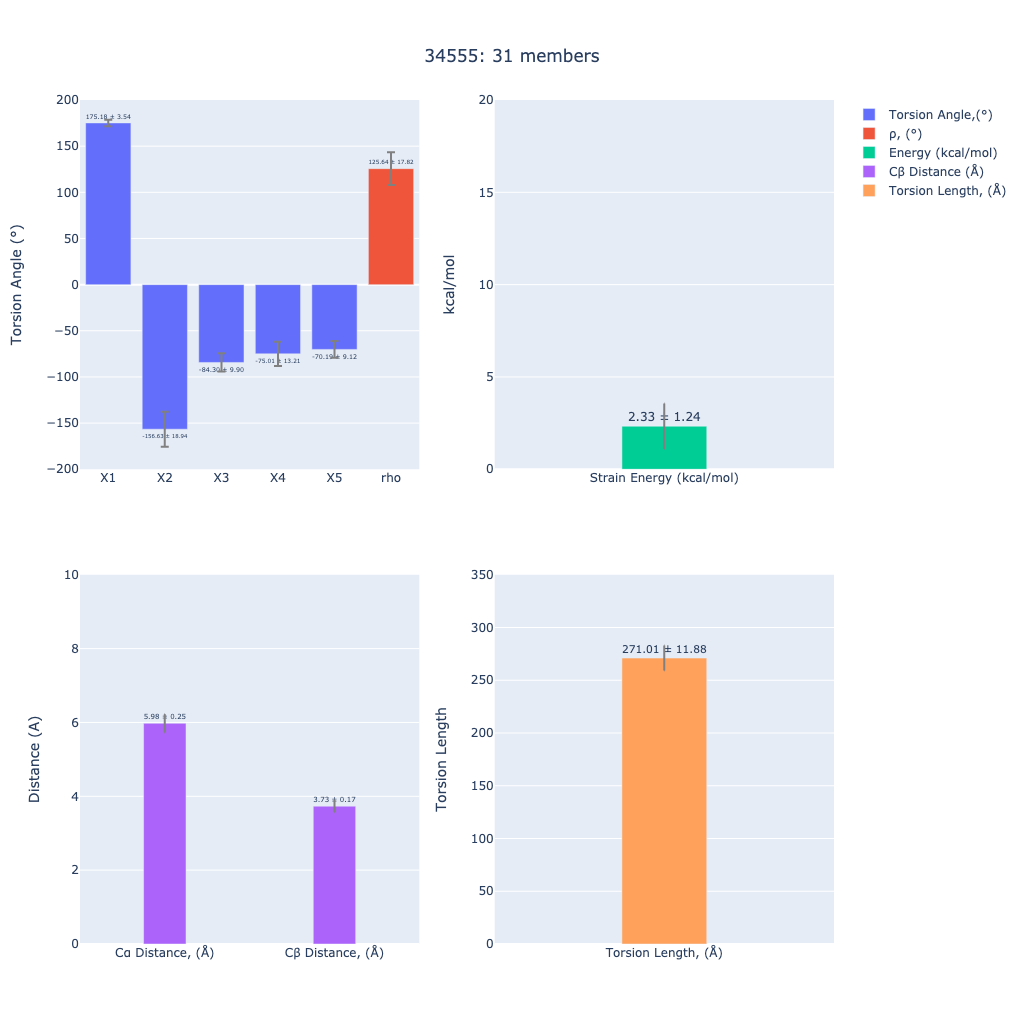 34555: 31 members
200
150
100
50
0
−50
−100
−150
−200
Torsion Angle (°)
175.18 ± 3.54
-156.63 ± 18.94
-84.30 ± 9.90
-75.01 ± 13.21
-70.19 ± 9.12
125.64 ± 17.82
X1
X2
X3
X4
X5
rho
20
15
10
5
0
kcal/mol
2.33 ± 1.24
Strain Energy (kcal/mol)
Torsion Angle,(°)
ρ, (°)
Energy (kcal/mol)
Cβ Distance (Å)
Torsion Length, (Å)
10
8
6
4
2
0
Distance (A)
5.98 ± 0.25
3.73 ± 0.17
Cα Distance, (Å)
Cβ Distance, (Å)
350
300
250
200
150
100
50
0
Torsion Length
271.01 ± 11.88
Torsion Length, (Å)